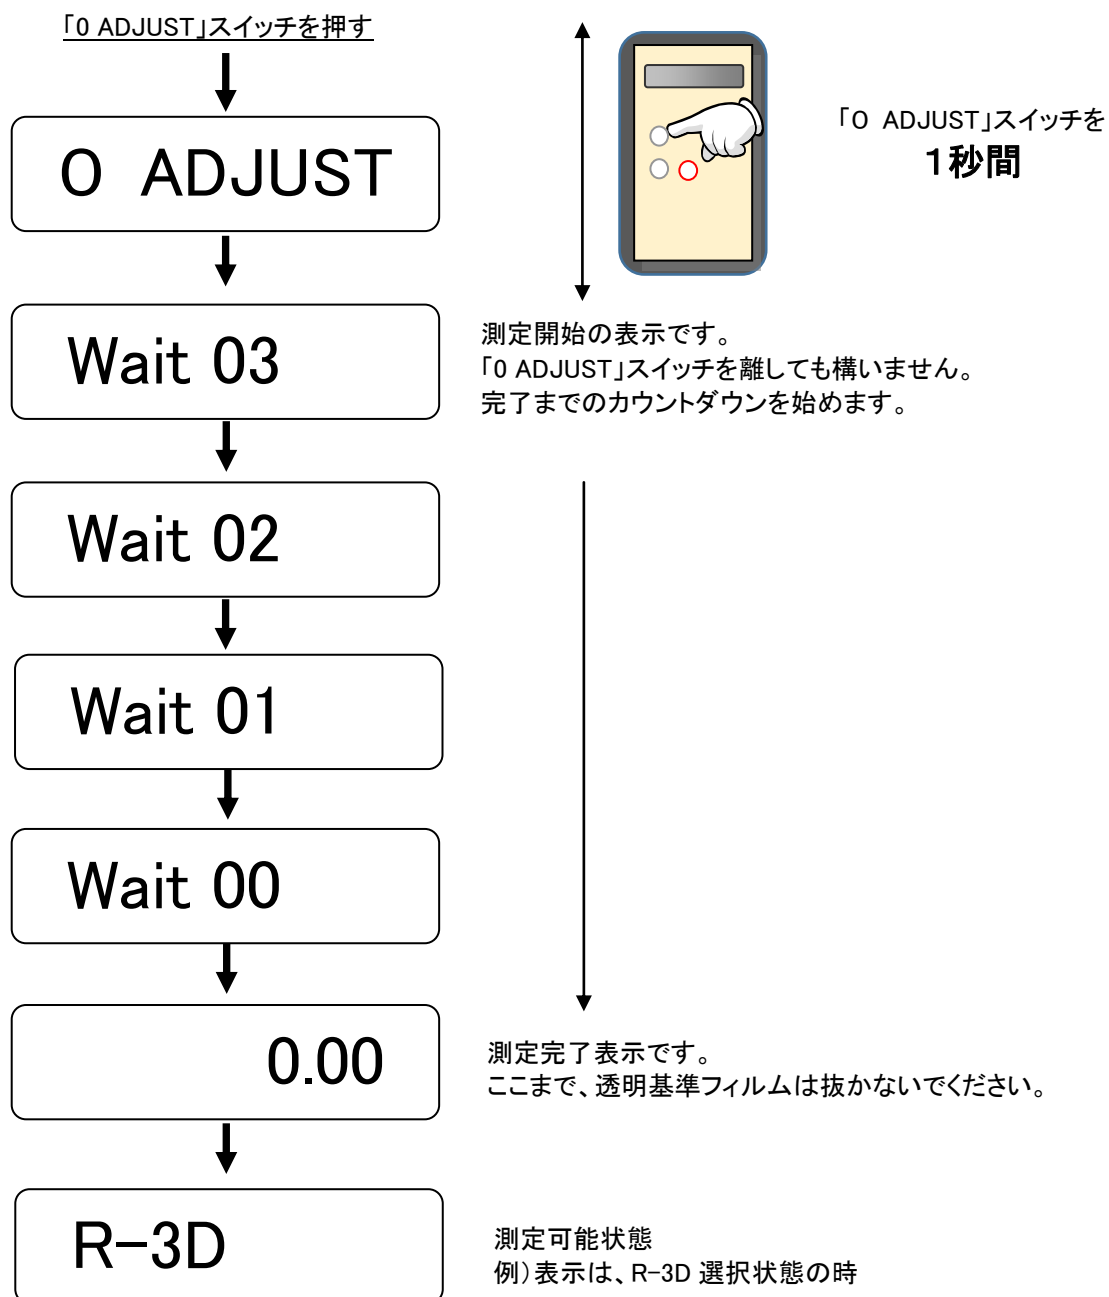 「0 ADJUST」スイッチを押す
「0 ADJUST」スイッチを
1秒間
0 ADJUST
Wait 03
測定開始の表示です。
「0 ADJUST」スイッチを離しても構いません。
完了までのカウントダウンを始めます。
Wait 02
Wait 01
Wait 00
0.00
測定完了表示です。
ここまで、透明基準フィルムは抜かないでください。
R-3D
測定可能状態
例）表示は、R-3D 選択状態の時